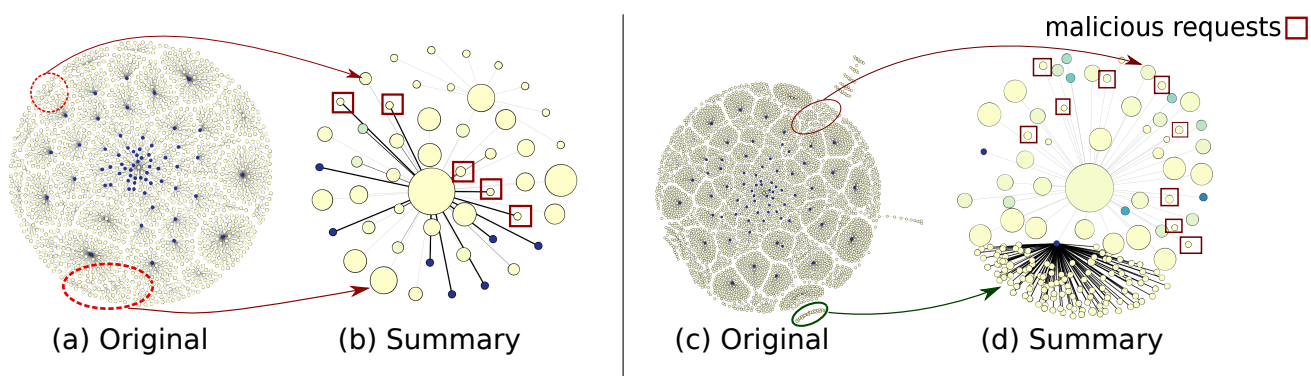 malicious requests
(a) Original
(b) Summary
(c) Original
(d) Summary